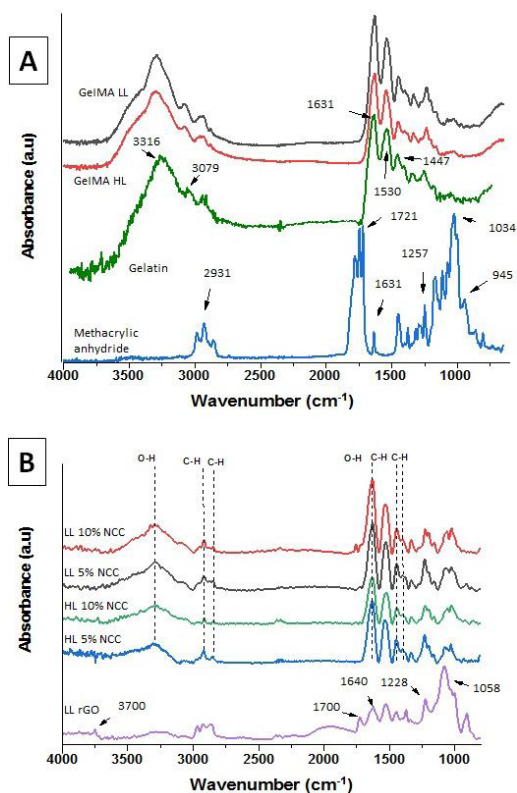 A
GelMA LL
GelMA HL
3316
3079
Gelatin
2931
Methacrylic
anhydride
1631
1530
1447
1721
1631
1257
1034
945
Absorbance (a.u)
4000 3500 3000 2500 2000 1500 1000
Wavenumber (cm-1)
B
O-H C-H C-H O-H C-H C-H
LL 10% NCC
LL 5% NCC
HL 10% NCC
HL 5% NCC
LL rGO
3700
1700
1640
1228
1058
Absorbance (a.u)
4000 3500 3000 2500 2000 1500 1000
Wavenumber (cm-1)